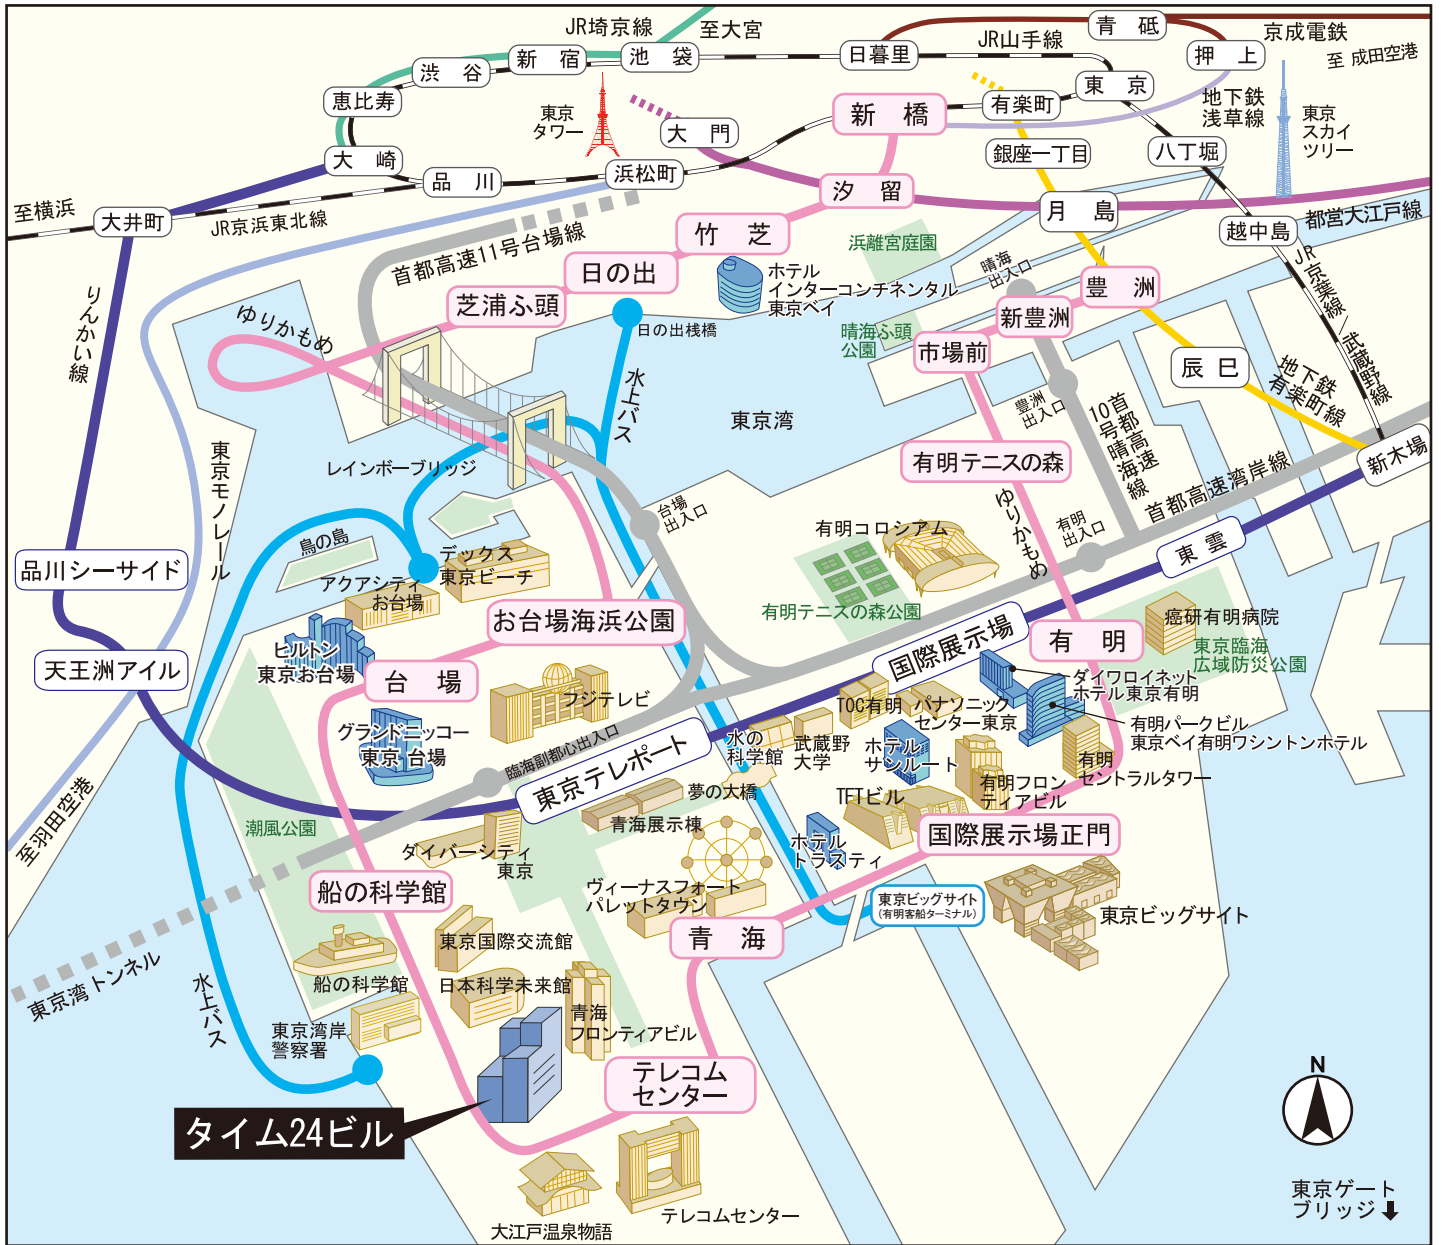 JR埼京線
至大宮
青砥
京成電鉄
至 成田空港
新宿
池袋
日暮里
JR山手線
押上
渋谷
恵比寿
東京
タワー
大門
新橋
有楽町
東京
地下鉄
浅草線
東京
スカイ
ツリー
大崎
品川
浜松町
銀座一丁目
八丁堀
至横浜
大井町
JR京浜東北線
汐留
月島
越中島
都営大江戸線
首都高速11号台場線
竹芝
浜離宮庭園
JR京葉線/武蔵野線
りんかい線
日の出
ホテル
インターコンチネンタル
東京ベイ
晴海
出入口
豊洲
ゆりかもめ
芝浦ふ頭
日の出桟橋
晴海ふ頭
公園
新豊洲
市場前
辰巳
地下鉄
有楽町線
水上バス
東京湾
豊洲
出入口
10号
首都高速
晴海線
東京モノレール
レインボーブリッジ
有明テニスの森
首都高速湾岸線
新木場
台場
出入口
有明コロシアム
ゆりかもめ
有明
出入口
東雲
品川シーサイド
鳥の島
デックス
東京ビーチ
アクアシティ
お台場
有明テニスの森公園
お台場海浜公園
国際展示場
有明
癌研有明病院
東京臨海
広域防災公園
天王洲アイル
ヒルトン
東京お台場
台場
フジテレビ
TOC有明
パナソニック
センター東京
ダイワロイネット
ホテル東京有明
有明パークビル
東京ベイ有明ワシントンホテル
グランドニッコー
東京 台場
臨海副都心出入口
東京テレポート
水の
科学館
武蔵野
大学
ホテル
サンルート
有明フロン
ティアビル
有明
セントラルタワー
至羽田空港
潮風公園
夢の大橋
青海展示棟
TFTビル
ダイバーシティ
東京
ホテル
トラスティ
国際展示場正門
船の科学館
ヴィーナスフォート
パレットタウン
東京ビッグサイト
(有明客船ターミナル)
東京ビッグサイト
青海
東京国際交流館
東京湾トンネル
船の科学館
日本科学未来館
青海
フロンティアビル
水上バス
東京湾岸
警察署
テレコム
センター
タイム24ビル
N
大江戸温泉物語
テレコムセンター
東京ゲート
ブリッジ